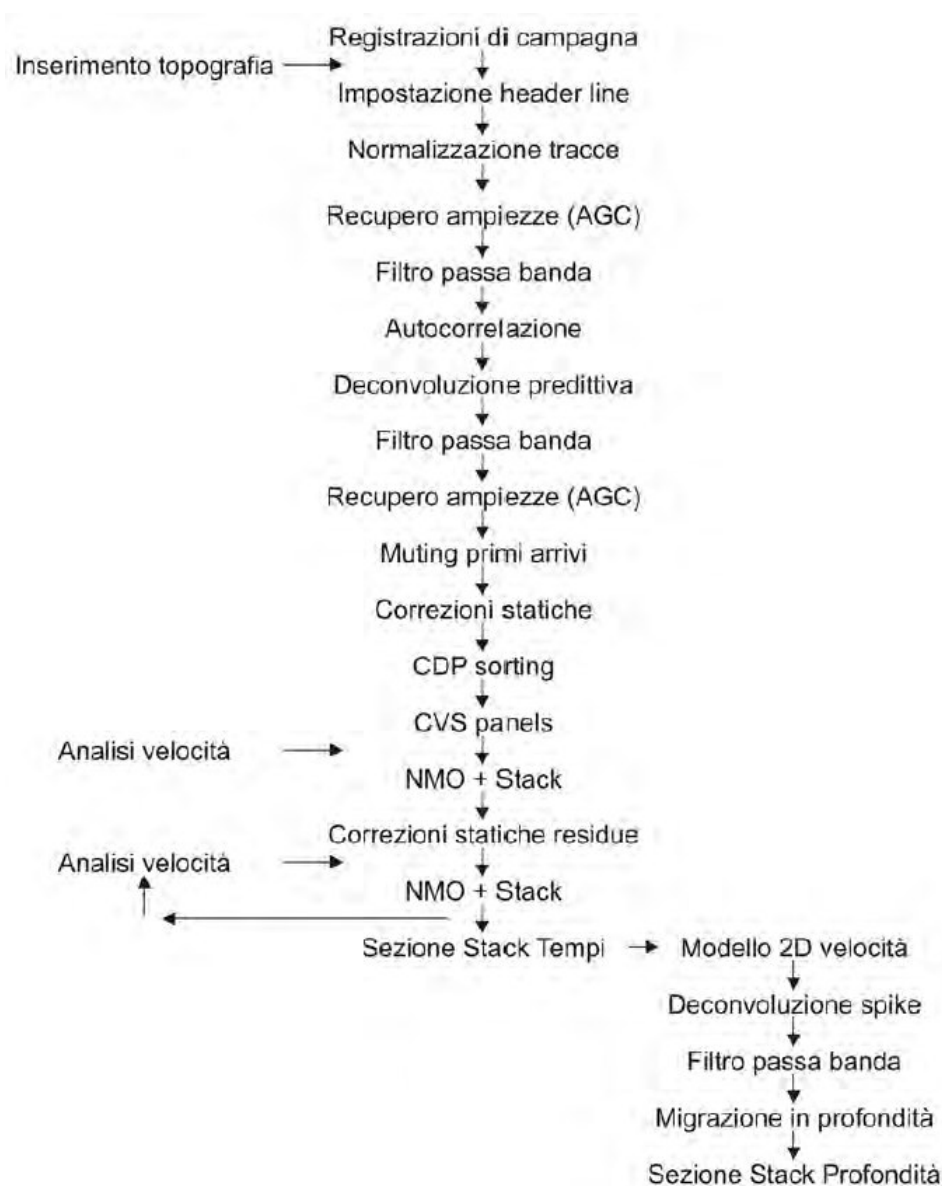 Registrazioni di campagna
Inserimento topografia
Impostazione header line
Normalizzazione tracce
Recupero ampiezze (AGC)
Filtro passa banda
Autocorrelazione
Deconvoluzione predittiva
Filtro passa banda
Recupero ampiezze (AGC)
Muting primi arrivi
Correzioni statiche
CDP sorting
CVS panels
Analisi velocità
NMO + Stack
Correzioni statiche residue
Analisi velocità
NMO + Stack
Sezione Stack Tempi
Modello 2D velocità
Deconvoluzione spike
Filtro passa banda
Migrazione in profondità
Sezione Stack Profondità